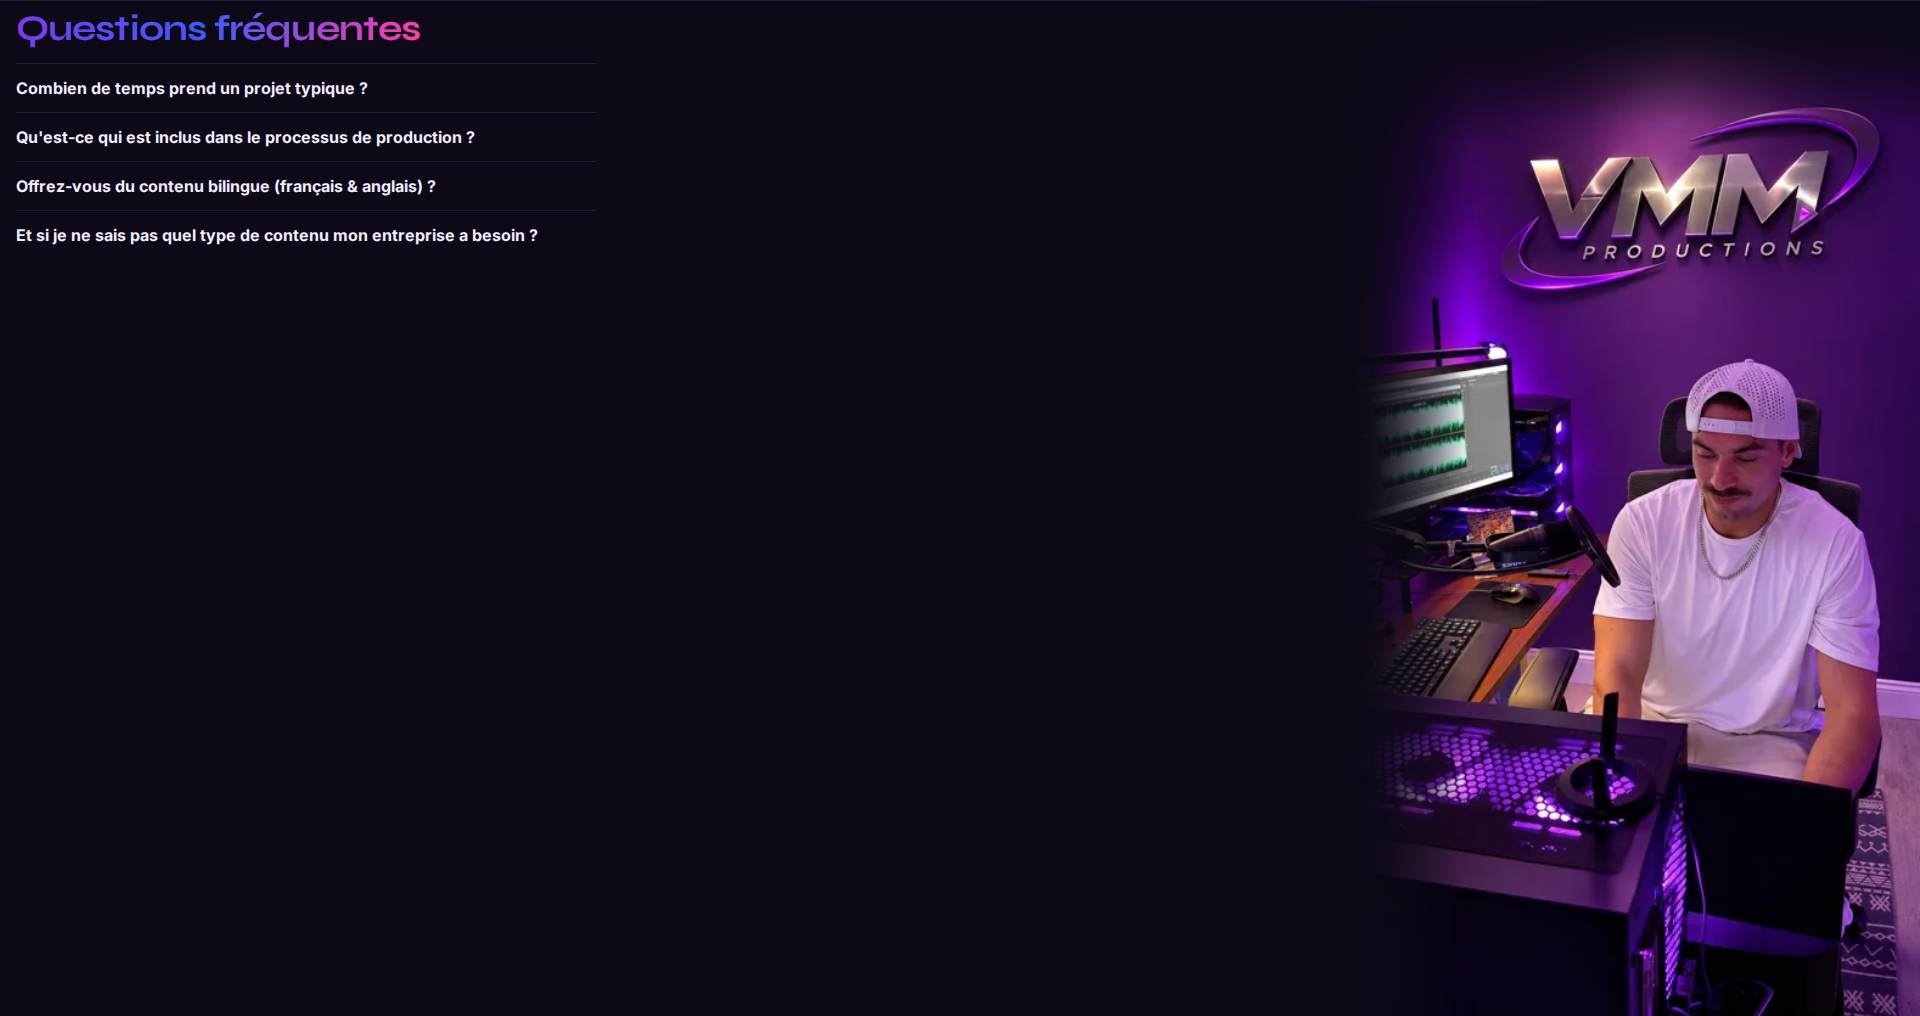 Questions fréquentes
Combien de temps prend un projet typique ?
Qu'est-ce qui est inclus dans le processus de production ?
Offrez-vous du contenu bilingue (français & anglais) ?
Et si je ne sais pas quel type de contenu mon entreprise a besoin ?
VMM
PRODUCTIONS